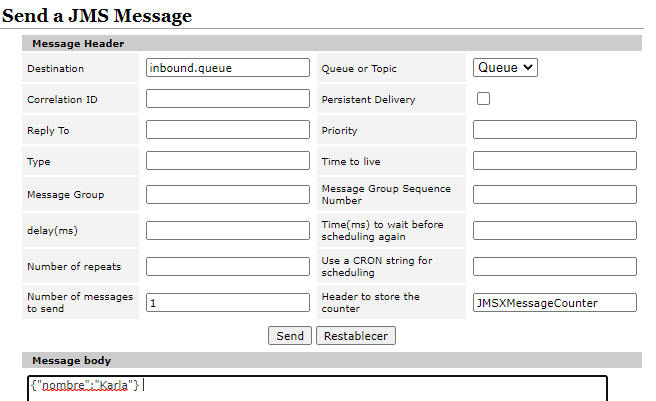 Send a JMS Message
Message Header
Destination inbound.queue Queue or Topic Queue
Correlation ID Persistent Delivery
Reply To Priority
Type Time to live
Message Group Message Group Sequence
Number
delay(ms) Time(ms) to wait before
scheduling again
Number of repeats Use a CRON string for
scheduling
Number of messages
to send 1 Header to store the
counter JMSXMessageCounter
Send Restablecer
Message body
{"nombre":"Karla"}